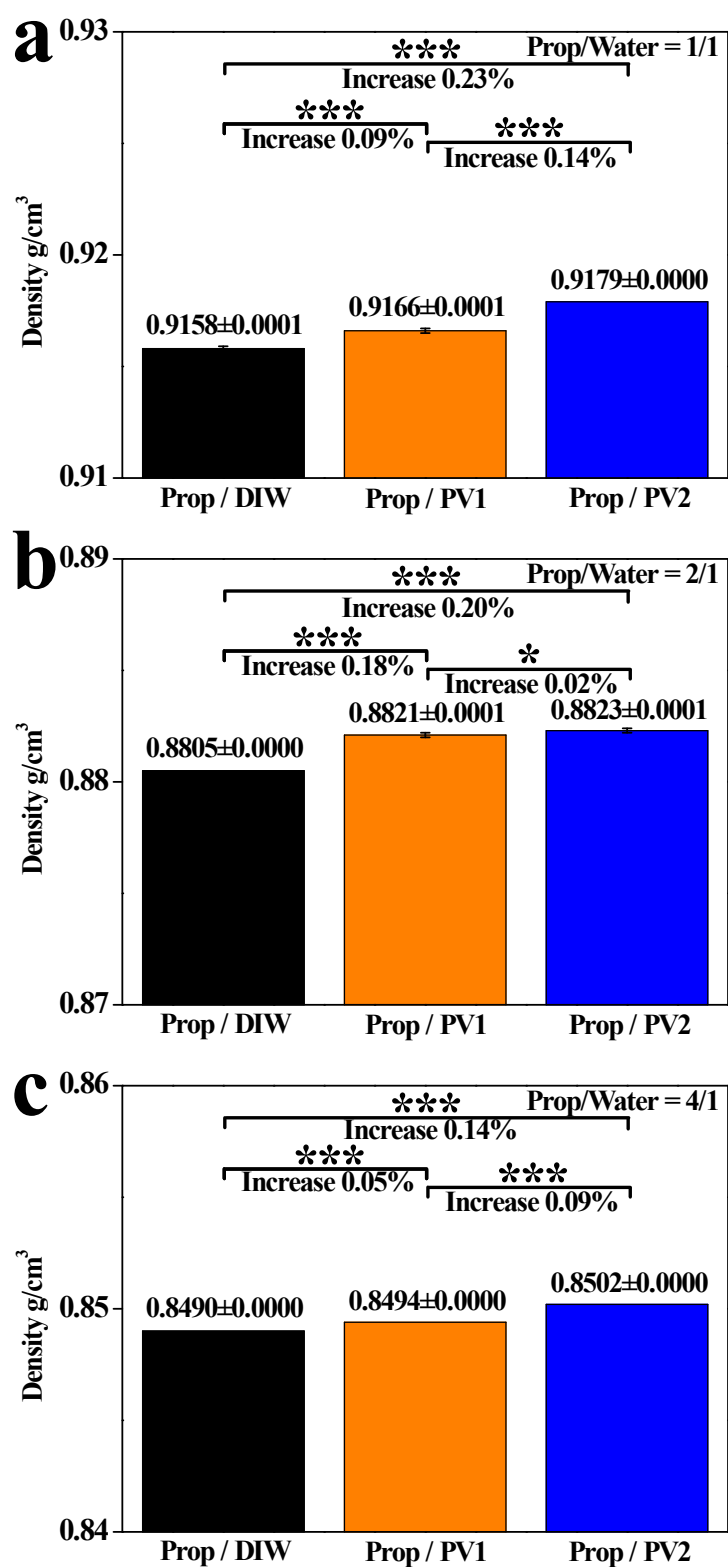 a
0.93
Prop/Water = 1/1
***
Increase 0.23%
***
Increase 0.09%
***
Increase 0.14%
Density g/cm³
0.92
0.9158±0.0001
0.9166±0.0001
0.9179±0.0000
0.91
Prop / DIW
Prop / PV1
Prop / PV2
b
0.89
Prop/Water = 2/1
***
Increase 0.20%
***
Increase 0.18%
*
Increase 0.02%
Density g/cm³
0.88
0.8805±0.0000
0.8821±0.0001
0.8823±0.0001
0.87
Prop / DIW
Prop / PV1
Prop / PV2
c
0.86
Prop/Water = 4/1
***
Increase 0.14%
***
Increase 0.05%
***
Increase 0.09%
Density g/cm³
0.85
0.8490±0.0000
0.8494±0.0000
0.8502±0.0000
0.84
Prop / DIW
Prop / PV1
Prop / PV2